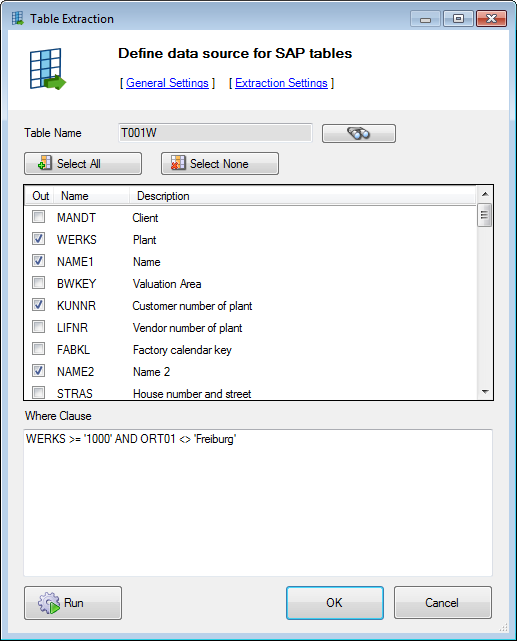 Table Extraction
Define data source for SAP tables
[ General Settings ] [ Extraction Settings ]
Table Name T001W
Select All Select None
Out Name Description
MANDT Client
WERKS Plant
NAME1 Name
BWKEY Valuation Area
KUNNR Customer number of plant
LIFNR Vendor number of plant
FABKL Factory calendar key
NAME2 Name 2
STRAS House number and street
Where Clause
WERKS >= '1000' AND ORT01 <> 'Freiburg'
Run OK Cancel